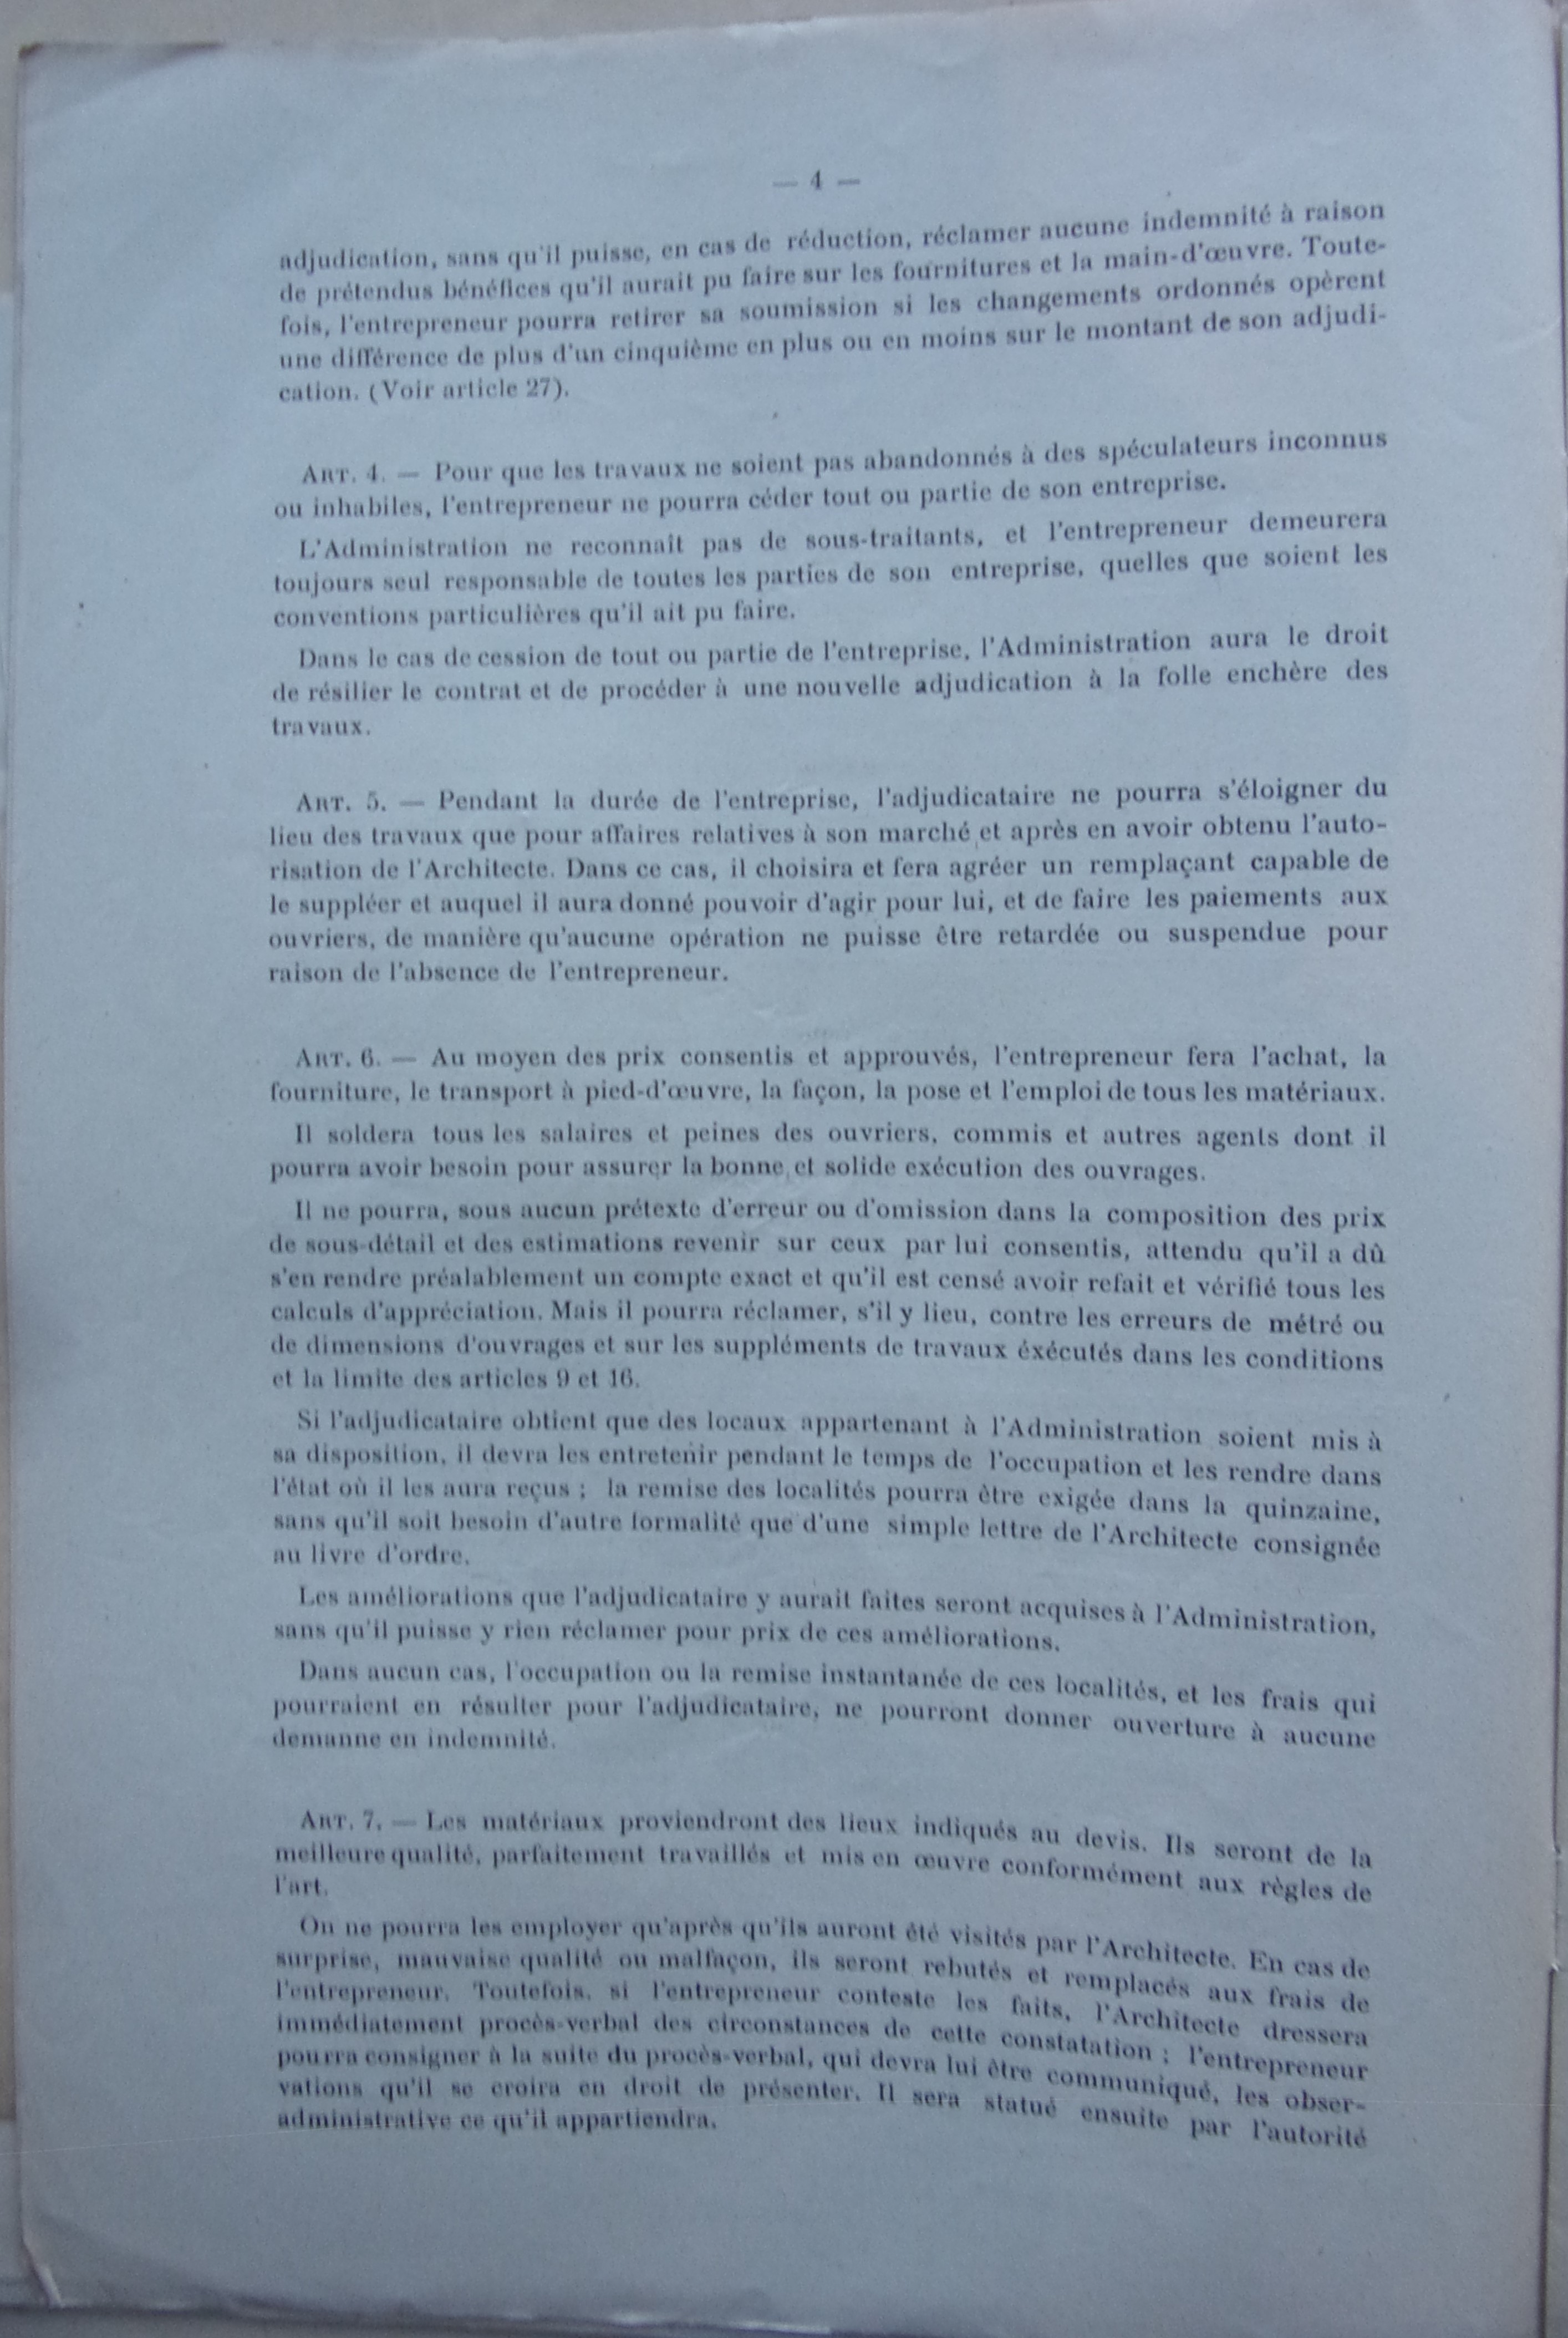 — 4 —
adjudication, sans qu'il puisse, en cas de réduction, réclamer aucune indemnité à raison
de prétendus bénéfices qu'il aurait pu faire sur les fournitures et la main-d'œuvre. Toute-
fois, l'entrepreneur pourra retirer sa soumission si les changements ordonnés opèrent
une différence de plus d'un cinquième en plus ou en moins sur le montant de son adjudi-
cation. (Voir article 27).
ART. 4. — Pour que les travaux ne soient pas abandonnés à des spéculateurs inconnus
ou inhabiles, l'entrepreneur ne pourra céder tout ou partie de son entreprise.
L'Administration ne reconnaît pas de sous-traitants, et l'entrepreneur demeurera
toujours seul responsable de toutes les parties de son entreprise, quelles que soient les
conventions particulières qu'il ait pu faire.
Dans le cas de cession de tout ou partie de l'entreprise, l'Administration aura le droit
de résilier le contrat et de procéder à une nouvelle adjudication à la folle enchère des
travaux.
ART. 5. — Pendant la durée de l'entreprise, l'adjudicataire ne pourra s'éloigner du
lieu des travaux que pour affaires relatives à son marché et après en avoir obtenu l'auto-
risation de l'Architecte. Dans ce cas, il choisira et fera agréer un remplaçant capable de
le suppléer et auquel il aura donné pouvoir d'agir pour lui, et de faire les paiements aux
ouvriers, de manière qu'aucune opération ne puisse être retardée ou suspendue pour
raison de l'absence de l'entrepreneur.
ART. 6. — Au moyen des prix consentis et approuvés, l'entrepreneur fera l'achat, la
fourniture, le transport à pied-d'œuvre, la façon, la pose et l'emploi de tous les matériaux.
Il soldera tous les salaires et peines des ouvriers, commis et autres agents dont il
pourra avoir besoin pour assurer la bonne et solide exécution des ouvrages.
Il ne pourra, sous aucun prétexte d'erreur ou d'omission dans la composition des prix
de sous-détail et des estimations revenir sur ceux par lui consentis, attendu qu'il a dû
s'en rendre préalablement un compte exact et qu'il est censé avoir refait et vérifié tous les
calculs d'appréciation. Mais il pourra réclamer, s'il y lieu, contre les erreurs de métré ou
de dimensions d'ouvrages et sur les suppléments de travaux éxécutés dans les conditions
et la limite des articles 9 et 16.
Si l'adjudicataire obtient que des locaux appartenant à l'Administration soient mis à
sa disposition, il devra les entretenir pendant le temps de l'occupation et les rendre dans
l'état où il les aura reçus ; la remise des localités pourra être exigée dans la quinzaine,
sans qu'il soit besoin d'autre formalité que d'une simple lettre de l'Architecte consignée
au livre d'ordre.
Les améliorations que l'adjudicataire y aurait faites seront acquises à l'Administration,
sans qu'il puisse y rien réclamer pour prix de ces améliorations.
Dans aucun cas, l'occupation ou la remise instantanée de ces localités, et les frais qui
pourraient en résulter pour l'adjudicataire, ne pourront donner ouverture à aucune
demanne en indemnité.
ART. 7. — Les matériaux proviendront des lieux indiqués au devis. Ils seront de la
meilleure qualité, parfaitement travaillés et mis en œuvre conformément aux règles de
l'art.
On ne pourra les employer qu'après qu'ils auront été visités par l'Architecte. En cas de
surprise, mauvaise qualité ou malfaçon, ils seront rebutés et remplacés aux frais de
l'entrepreneur. Toutefois, si l'entrepreneur conteste les faits, l'Architecte dressera
immédiatement procès-verbal des circonstances de cette constatation ; l'entrepreneur
pourra consigner à la suite du procès-verbal, qui devra lui être communiqué, les obser-
vations qu'il se croira en droit de présenter. Il sera statué ensuite par l'autorité
administrative ce qu'il appartiendra.